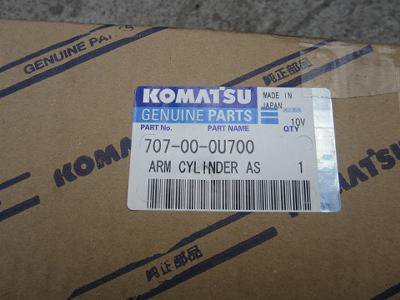 GENUINE PARTS
純正部品
KOMATSU
GENUINE PARTS
MADE IN
JAPAN
PART No.
PART NAME
QTY
10V
707-00-0U700
ARM CYLINDER AS 1
KOMATSU
KOMATSU
純正部品